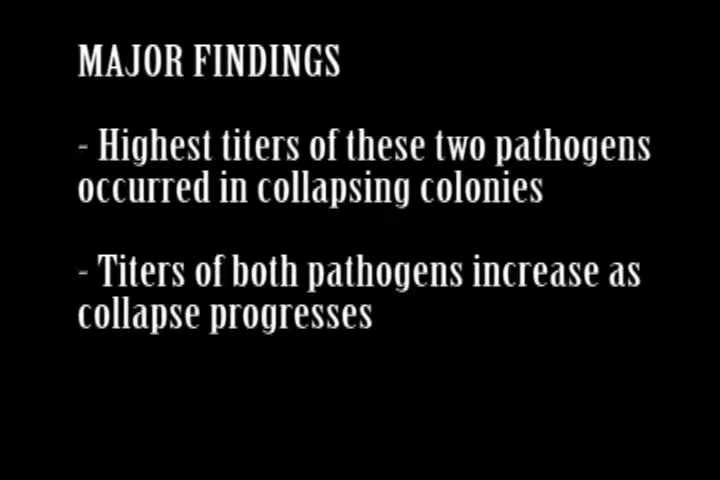 MAJOR FINDINGS
- Highest titers of these two pathogens
occurred in collapsing colonies
- Titers of both pathogens increase as
collapse progresses